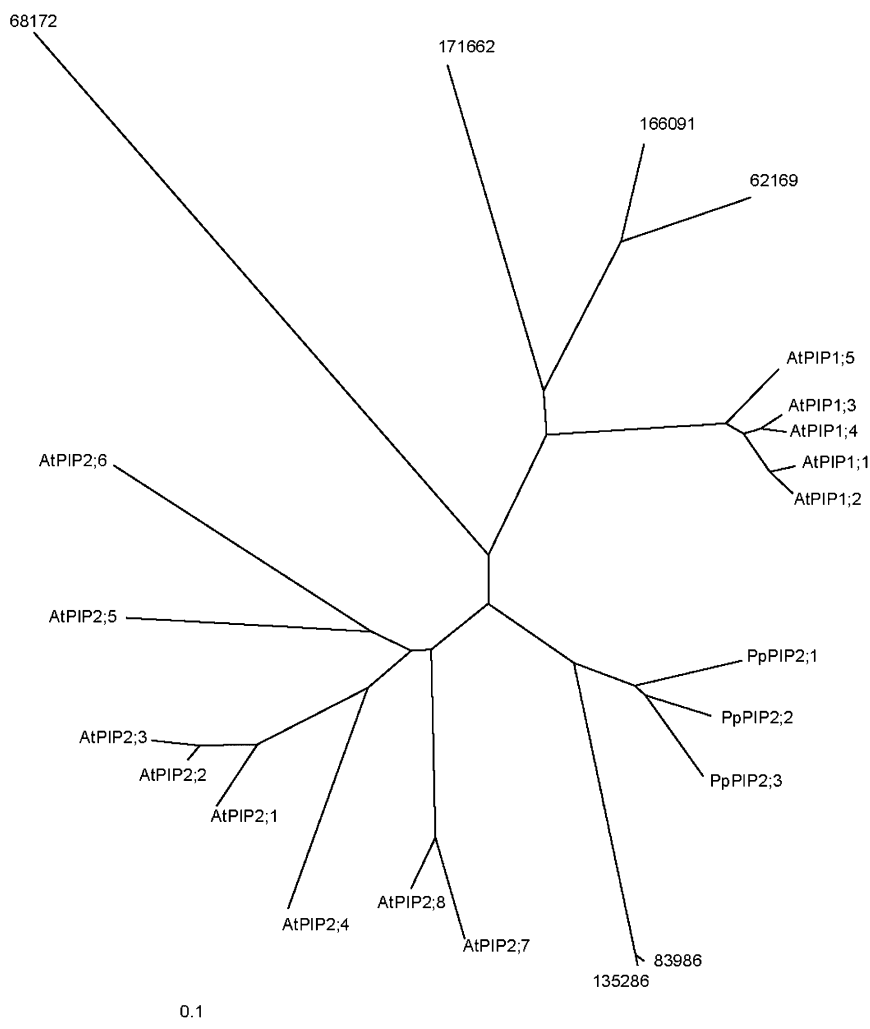 68172
171662
166091
62169
AtPIP1;5
AtPIP1;3
AtPIP1;4
AtPIP1;1
AtPIP1;2
AtPIP2;6
AtPIP2;5
PpPIP2;1
PpPIP2;2
AtPIP2;3
AtPIP2;2
PpPIP2;3
AtPIP2;1
AtPIP2;8
AtPIP2;4
AtPIP2;7
83986
135286
0.1